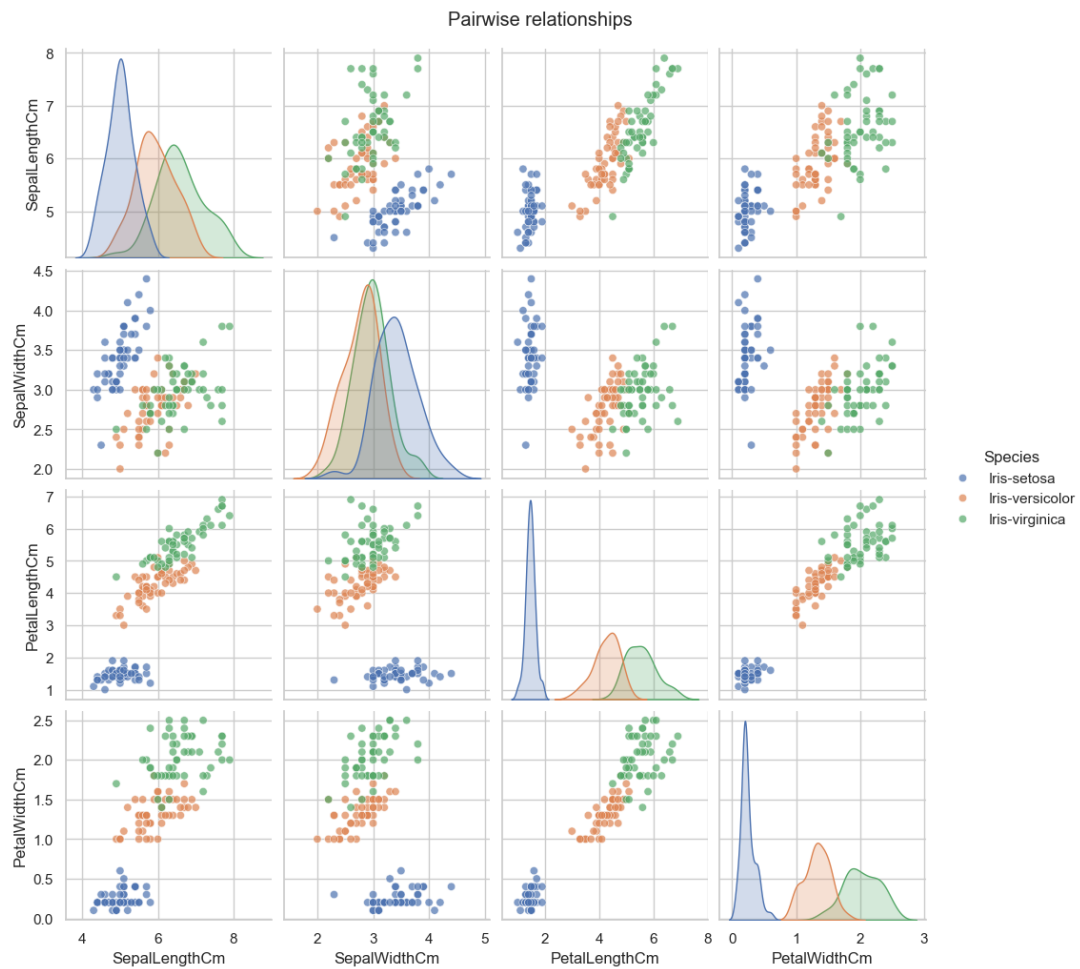 Pairwise relationships
8
7
6
5
SepalLengthCm
4.5
4.0
3.5
3.0
2.5
2.0
SepalWidthCm
Species
Iris-setosa
Iris-versicolor
Iris-virginica
7
6
5
4
3
2
1
PetalLengthCm
2.5
2.0
1.5
1.0
0.5
0.0
PetalWidthCm
4 6 8 2 3 4 5 2 4 6 8 0 1 2 3
SepalLengthCm SepalWidthCm PetalLengthCm PetalWidthCm